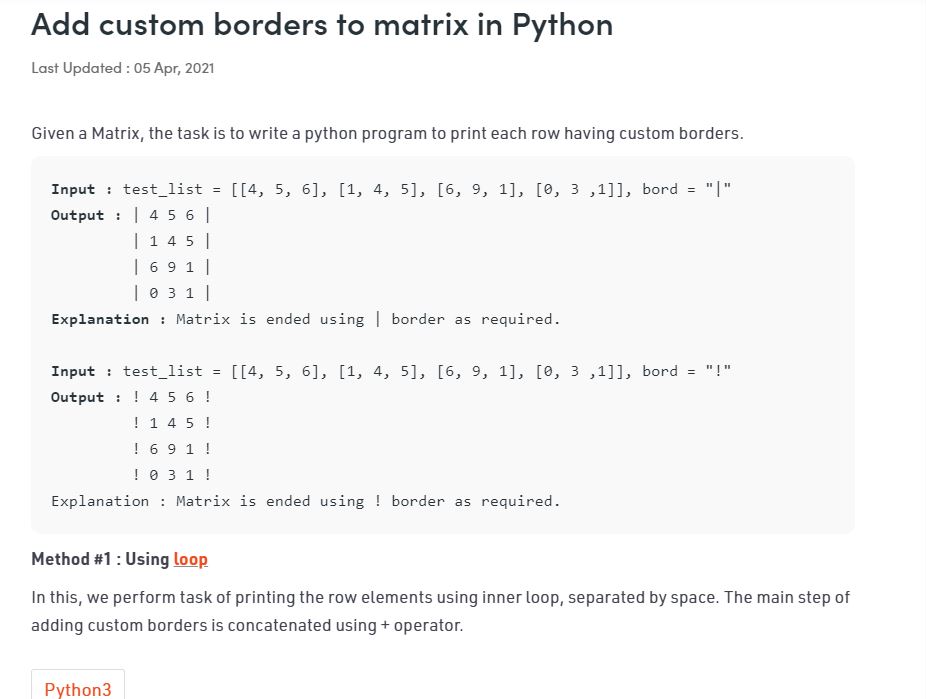 Add custom borders to matrix in Python
Last Updated : 05 Apr, 2021
Given a Matrix, the task is to write a python program to print each row having custom borders.
Input : test_list = [[4, 5, 6], [1, 4, 5], [6, 9, 1], [0, 3 ,1]], bord = "|"
Output : | 4 5 6 |
| 1 4 5 |
| 6 9 1 |
| 0 3 1 |
Explanation : Matrix is ended using | border as required.
Input : test_list = [[4, 5, 6], [1, 4, 5], [6, 9, 1], [0, 3 ,1]], bord = "!"
Output : ! 4 5 6 !
! 1 4 5 !
! 6 9 1 !
! 0 3 1 !
Explanation : Matrix is ended using ! border as required.
Method #1 : Using loop
In this, we perform task of printing the row elements using inner loop, separated by space. The main step of
adding custom borders is concatenated using + operator.
Python3